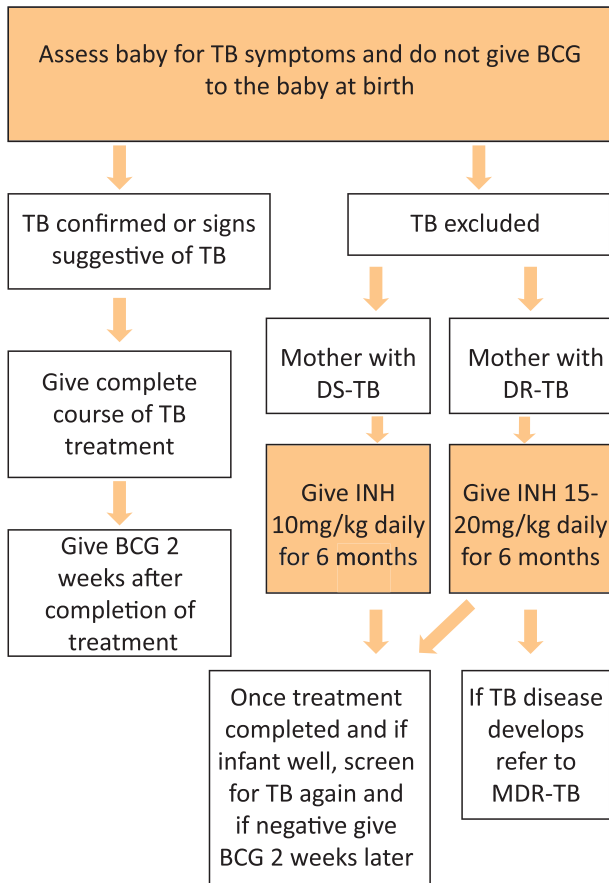 Assess baby for TB symptoms and do not give BCG
to the baby at birth
TB confirmed or signs
suggestive of TB
TB excluded
Give complete
course of TB
treatment
Mother with
DS-TB
Mother with
DR-TB
Give BCG 2
weeks after
completion of
treatment
Give INH
10mg/kg daily
for 6 months
Give INH 15-
20mg/kg daily
for 6 months
Once treatment
completed and if
infant well, screen
for TB again and
if negative give
BCG 2 weeks later
If TB disease
develops
refer to
MDR-TB